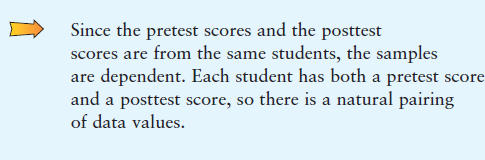 Since the pretest scores and the posttest
scores are from the same students, the samples
are dependent. Each student has both a pretest score
and a posttest score, so there is a natural pairing
of data values.